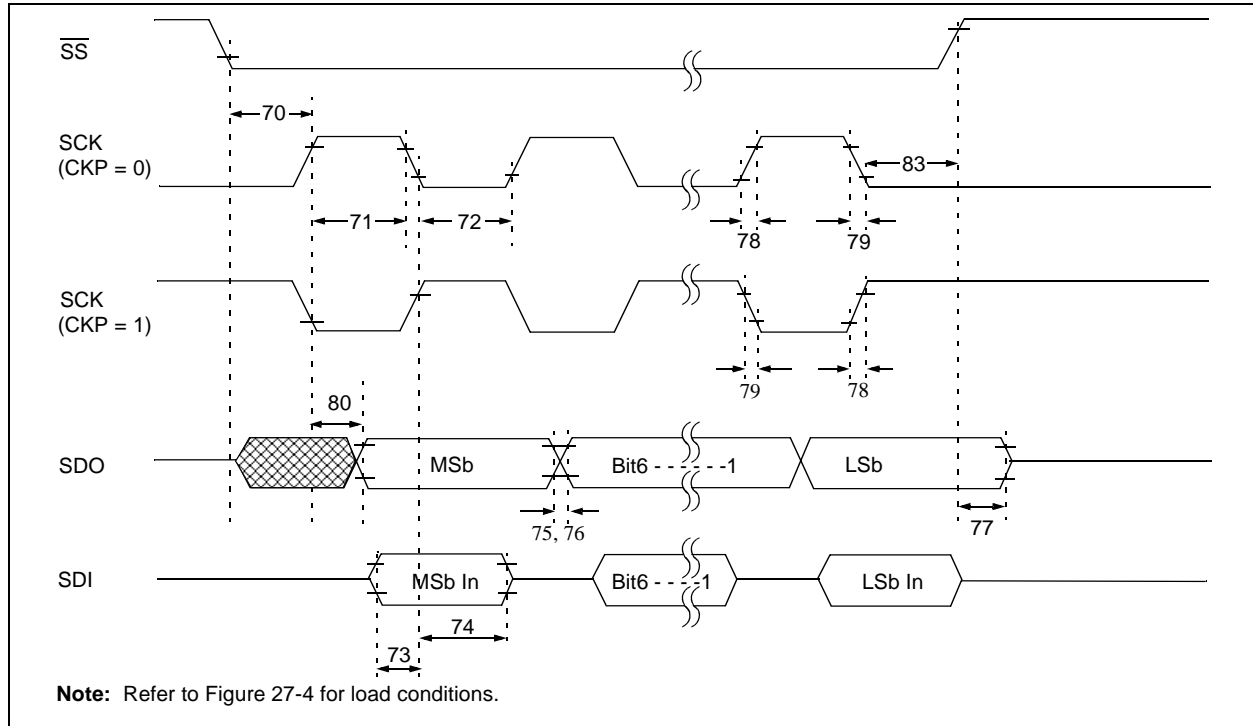 SS
70
SCK
(CKP = 0)
83
71
72
78
79
SCK
(CKP = 1)
79
78
80
SDO
MSb
Bit6 - - - - - -1
LSb
75, 76
77
SDI
MSb In
Bit6 - - - -1
LSb In
74
73
Note: Refer to Figure 27-4 for load conditions.